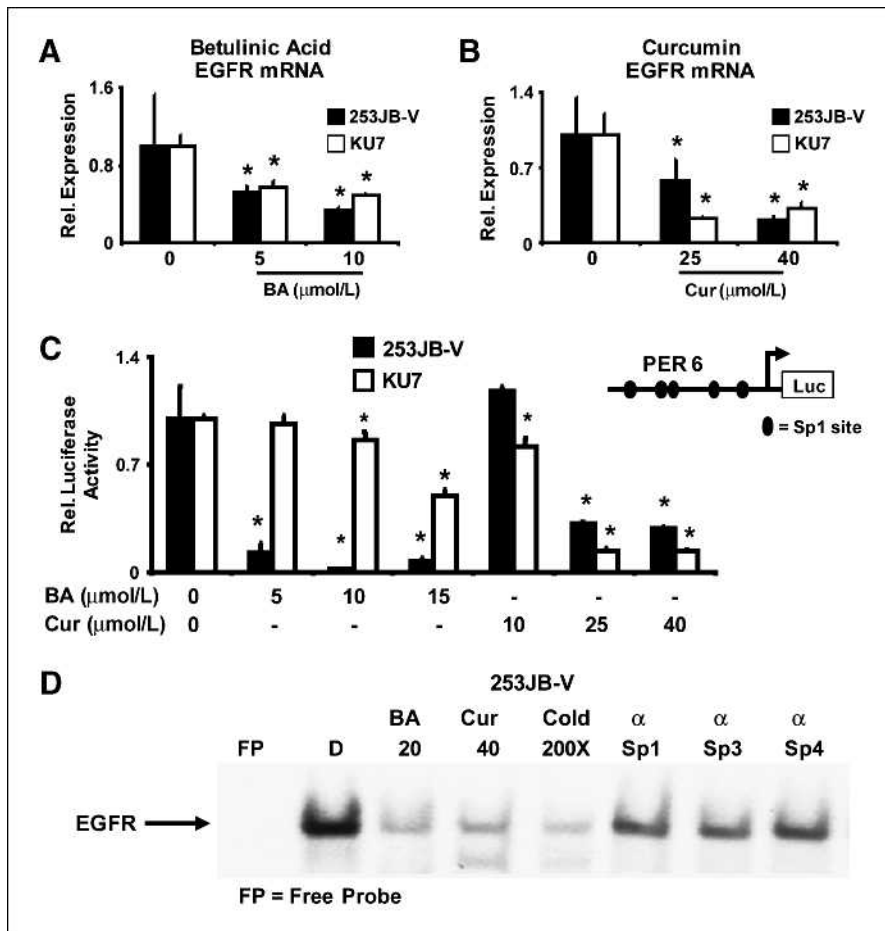 A
Betulinic Acid
EGFR mRNA
1.6
0.8
0
Rel. Expression
253JB-V
KU7
* * * *
0 5 10
BA (μmol/L)
B
Curcumin
EGFR mRNA
1.4
0.7
0
Rel. Expression
253JB-V
KU7
* * * *
0 25 40
Cur (μmol/L)
C
1.4
0.7
0
Rel. Luciferase
Activity
253JB-V
KU7
PER 6
Luc
= Sp1 site
* * * * * * * * * *
BA (μmol/L) 0 5 10 15 - - -
Cur (μmol/L) 0 - - - 10 25 40
D
253JB-V
BA Cur Cold α α α
FP D 20 40 200X Sp1 Sp3 Sp4
EGFR
FP = Free Probe